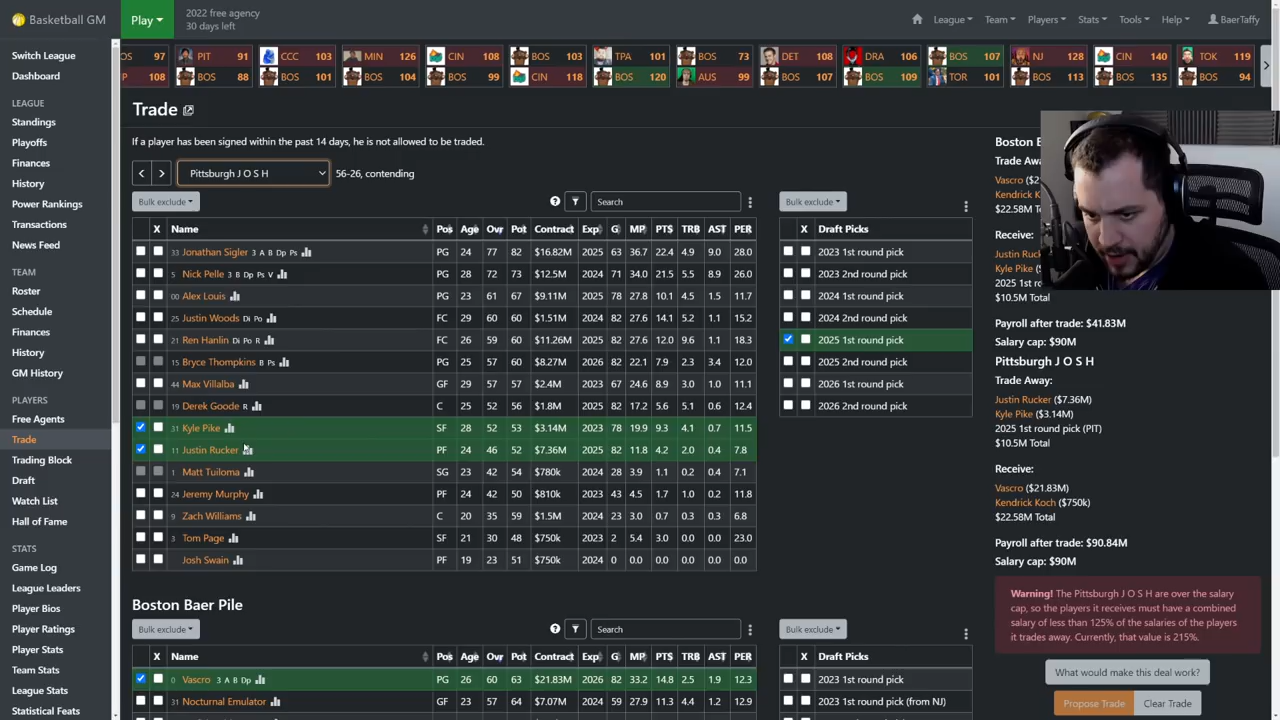 Basketball GM
Play
2022 free agency
30 days left
League
Team
Players
Stats
Tools
Help
BaerTaffy
Switch League
Dashboard
LEAGUE
Standings
Playoffs
Finances
History
Power Rankings
Transactions
News Feed
TEAM
Roster
Schedule
Finances
History
GM History
PLAYERS
Free Agents
Trade
Trading Block
Draft
Watch List
Hall of Fame
STATS
Game Log
League Leaders
Player Bios
Player Ratings
Player Stats
Team Stats
League Stats
Statistical Feats
OS 97 PIT 91 CCC 103 MIN 126 CIN 108 BOS 103 TPA 101 BOS 73 DET 108 DRA 106 BOS 107 NJ 128 CIN 140 TOK 119
P 108 BOS 88 BOS 101 BOS 104 BOS 99 CIN 118 BOS 120 AUS 99 BOS 107 BOS 109 TOR 101 BOS 113 BOS 135 BOS 94
Trade
If a player has been signed within the past 14 days, he is not allowed to be traded.
Pittsburgh J O S H 56-26, contending
Bulk exclude Search
X Name Pos Age Ovr Pot Contract Exp G MP PTS TRB AST PER
33 Jonathan Sigler 3 A B Dp Ps PG 24 77 82 $16.82M 2025 63 36.7 22.4 4.9 9.0 28.0
5 Nick Pelle 3 B Dp Ps V PG 28 72 73 $12.5M 2024 71 34.0 21.5 5.5 8.9 26.0
00 Alex Louis PG 23 61 67 $9.11M 2025 78 27.8 10.1 4.5 1.5 11.7
25 Justin Woods Di Po FC 29 60 60 $1.51M 2024 82 27.6 14.1 5.2 1.1 15.2
21 Ren Hanlin Di Po R FC 26 59 60 $11.26M 2025 82 27.6 12.0 9.6 1.1 18.3
15 Bryce Thompkins B Ps PG 29 57 57 $8.27M 2026 82 22.1 7.9 2.3 3.4 12.0
44 Max Villalba GF 29 57 57 $2.4M 2023 67 24.6 8.9 3.0 1.0 11.1
19 Derek Goode R C 25 52 56 $1.8M 2024 82 17.2 5.6 5.1 0.6 12.4
31 Kyle Pike SF 28 52 53 $3.14M 2023 78 19.9 9.3 4.1 0.7 11.5
11 Justin Rucker PF 24 46 52 $7.36M 2025 82 11.8 4.2 2.0 0.4 7.8
1 Matt Tuiloma SG 23 42 54 $780k 2023 39 10.2 2.4 0.4 0.4 7.1
24 Jeremy Murphy PF 24 42 50 $810k 2023 43 4.5 1.7 1.0 0.2 11.8
9 Zach Williams C 20 35 59 $1.5M 2024 23 3.0 0.7 0.3 0.0 6.8
3 Tom Page SF 21 30 48 $750k 2023 2 5.4 3.0 0.0 0.0 23.0
Josh Swain PF 19 23 51 $750k 2024 0 0.0 0.0 0.0 0.0 0.0
Bulk exclude
X Draft Picks
2023 1st round pick
2023 2nd round pick
2024 1st round pick
2024 2nd round pick
2025 1st round pick
2025 2nd round pick
2026 1st round pick
2026 2nd round pick
Boston Baer Pile
Bulk exclude Search
X Name Pos Age Ovr Pot Contract Exp G MP PTS TRB AST PER
0 Vascro 3 A B Dp PG 26 60 63 $21.83M 2026 82 33.2 14.8 2.5 1.9 12.3
31 Nocturnal Emulator GF 23 57 64 $7.07M 2024 59 27.9 11.3 4.4 1.2 12.9
Bulk exclude
X Draft Picks
2023 1st round pick
2023 1st round pick (from NJ)
Boston B
Trade Away:
Vascro ($2
Kendrick K
$22.58M To
Receive:
Justin Ruck
Kyle Pike (
2025 1st rou
$10.5M Total
Payroll after trade: $41.83M
Salary cap: $90M
Pittsburgh J O S H
Trade Away:
Justin Rucker ($7.36M)
Kyle Pike ($3.14M)
2025 1st round pick (PIT)
$10.5M Total
Receive:
Vascro ($21.83M)
Kendrick Koch ($750k)
$22.58M Total
Payroll after trade: $90.84M
Salary cap: $90M
Warning! The Pittsburgh J O S H are over the salary
cap, so the players it receives must have a combined
salary of less than 125% of the salaries of the players
it trades away. Currently, that value is 215%.
What would make this deal work?
Propose Trade Clear Trade